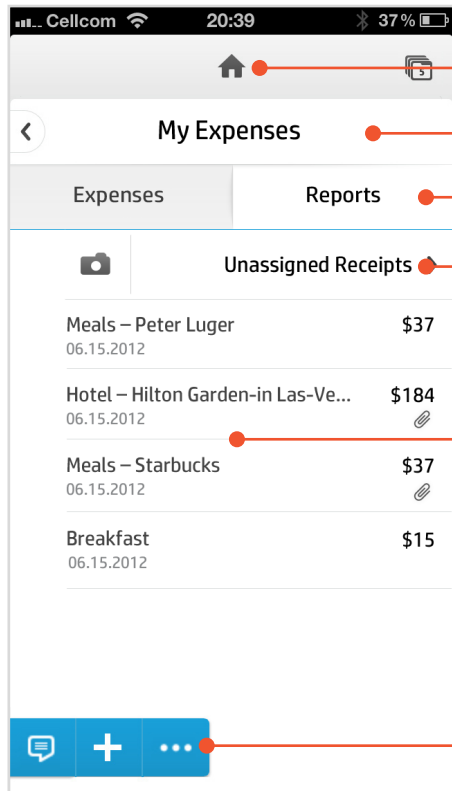 Cellcom 20:39 37%
5
My Expenses
Expenses Reports
Unassigned Receipts
Meals – Peter Luger $37
06.15.2012
Hotel – Hilton Garden-in Las-Ve... $184
06.15.2012
Meals – Starbucks $37
06.15.2012
Breakfast $15
06.15.2012